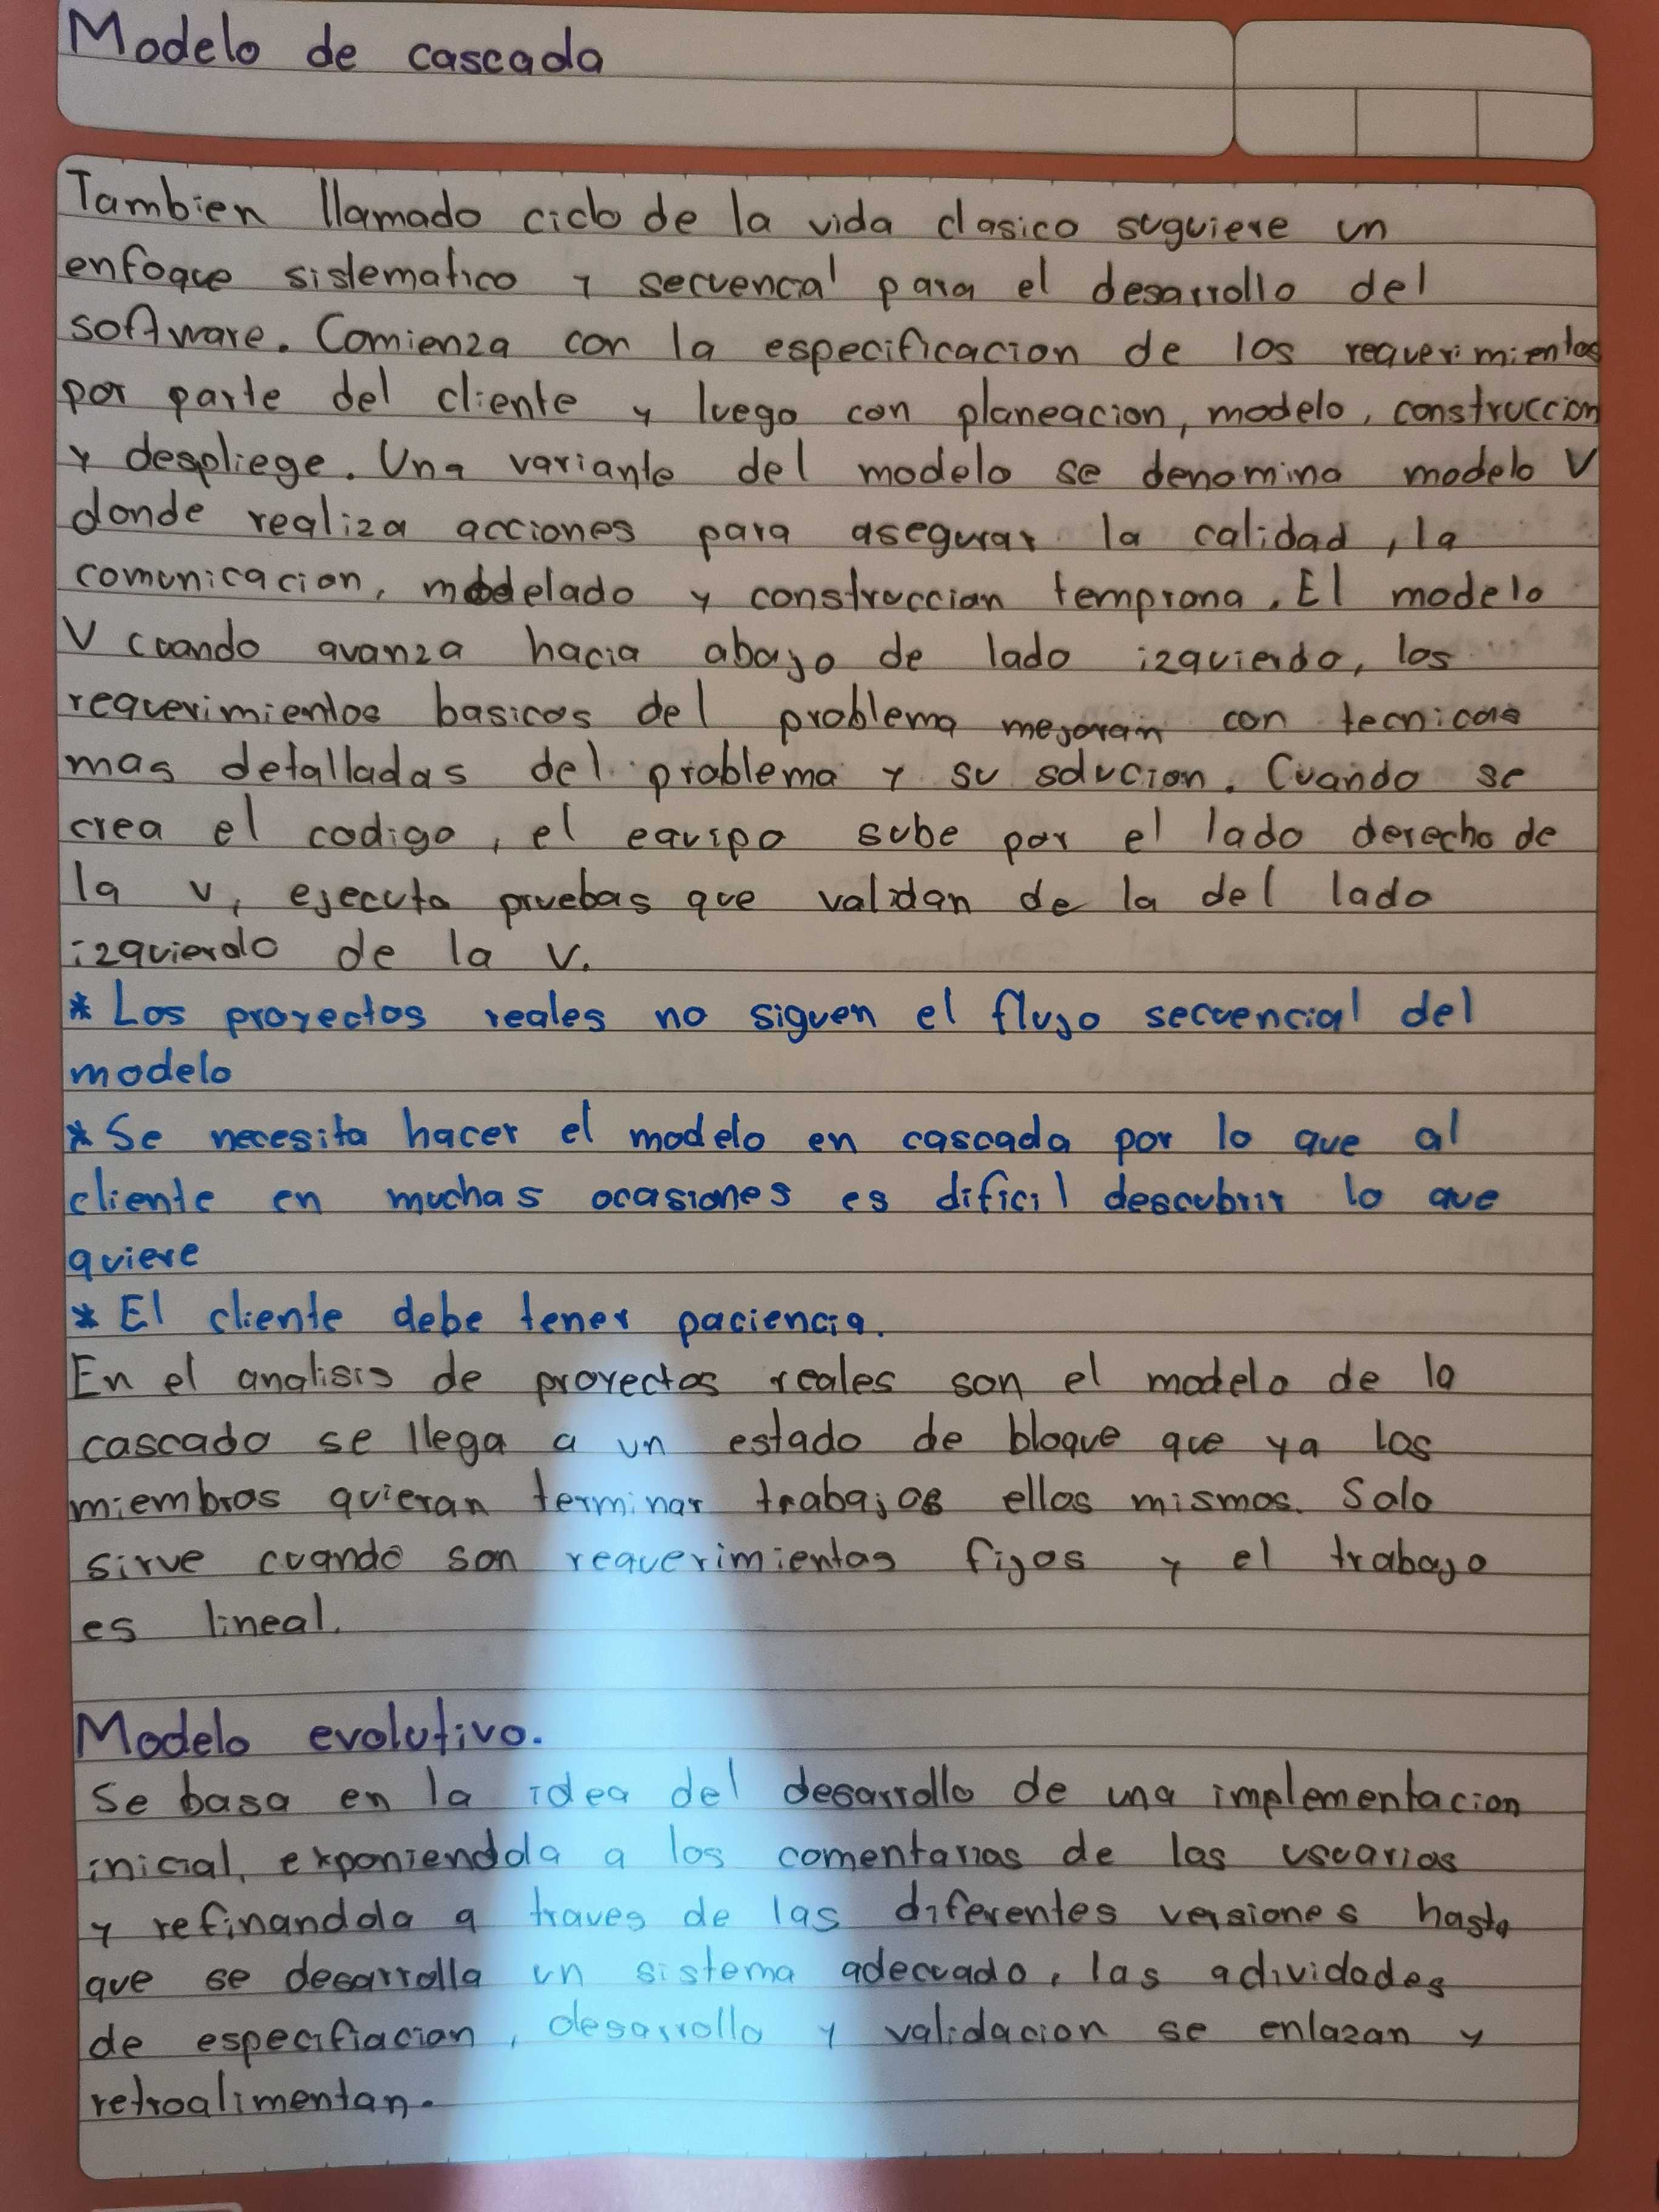 Modelo de cascada
Tambien llamado ciclo de la vida clasico suguiere un
enfoque sistematico y secuencal para el desarrollo del
software. Comienza con la especificacion de los requerimientos
por parte del cliente y luego con planeacion, modelo, construccion
y despliege. Una variante del modelo se denomina modelo V
donde realiza acciones para asegurar la calidad, la
comunicacion, modelado y construccian temprana. El modelo
V cuando avanza hacia abajo de lado izquierdo, los
requerimientos basicos del problema mejoran con tecnicas
mas detalladas del problema y su solucion. Cuando se
crea el codigo, el equipo sube por el lado derecho de
la v, ejecuta pruebas que validan de la del lado
izquierdo de la v.
* Los proyectos reales no siguen el flujo secuencial del
modelo
* Se necesita hacer el modelo en cascada por lo que al
cliente en muchas ocasiones es dificil descubrir lo que
quiere
* El cliente debe tener paciencia.
En el analisis de proyectos reales son el modelo de la
cascado se llega a un estado de bloque que ya los
miembros quieran terminar trabajos ellos mismos. Solo
sirve cuando son requerimientos fijos y el trabajo
es lineal.
Modelo evolutivo.
Se basa en la idea del desarrollo de una implementacion
inicial, exponiendola a los comentarios de los usuarios
y refinandola a traves de las diferentes versiones hasta
que se desarrolla un sistema adecuado, las actividades
de especifiacion, desarrollo y validacion se enlazan y
retroalimentan.